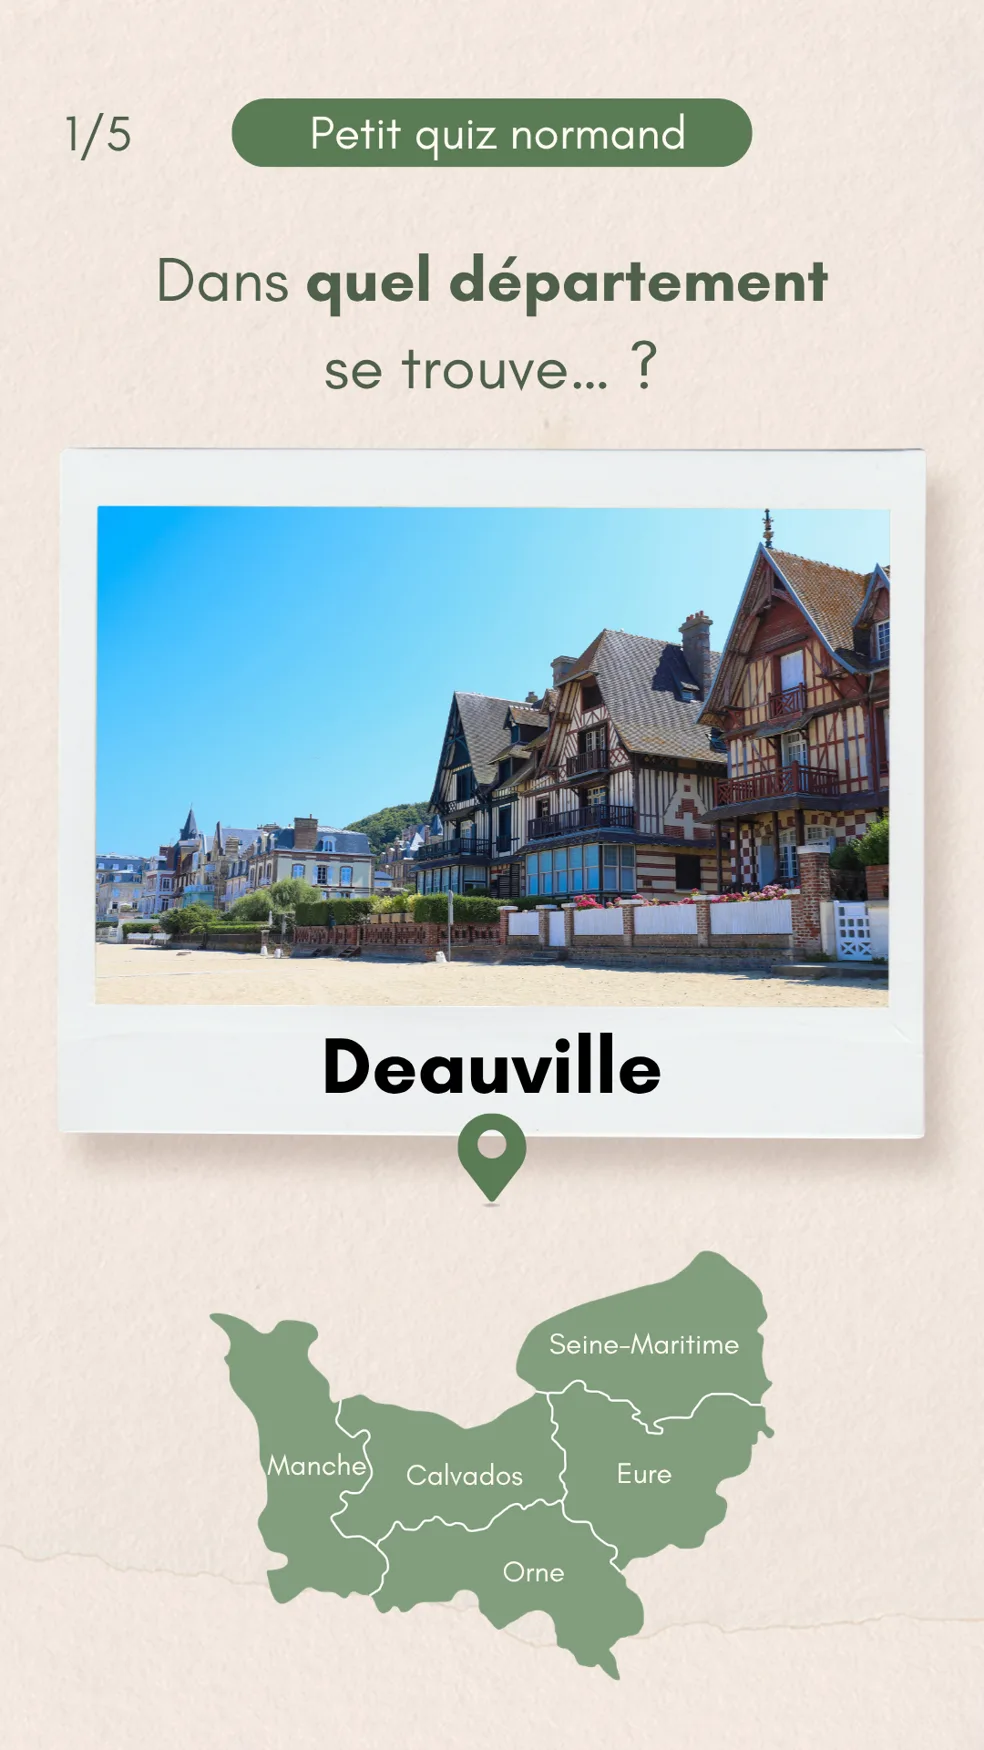 1/5
Petit quiz normand
Dans quel département
se trouve... ?
Deauville
Seine-Maritime
Manche
Calvados
Eure
Orne